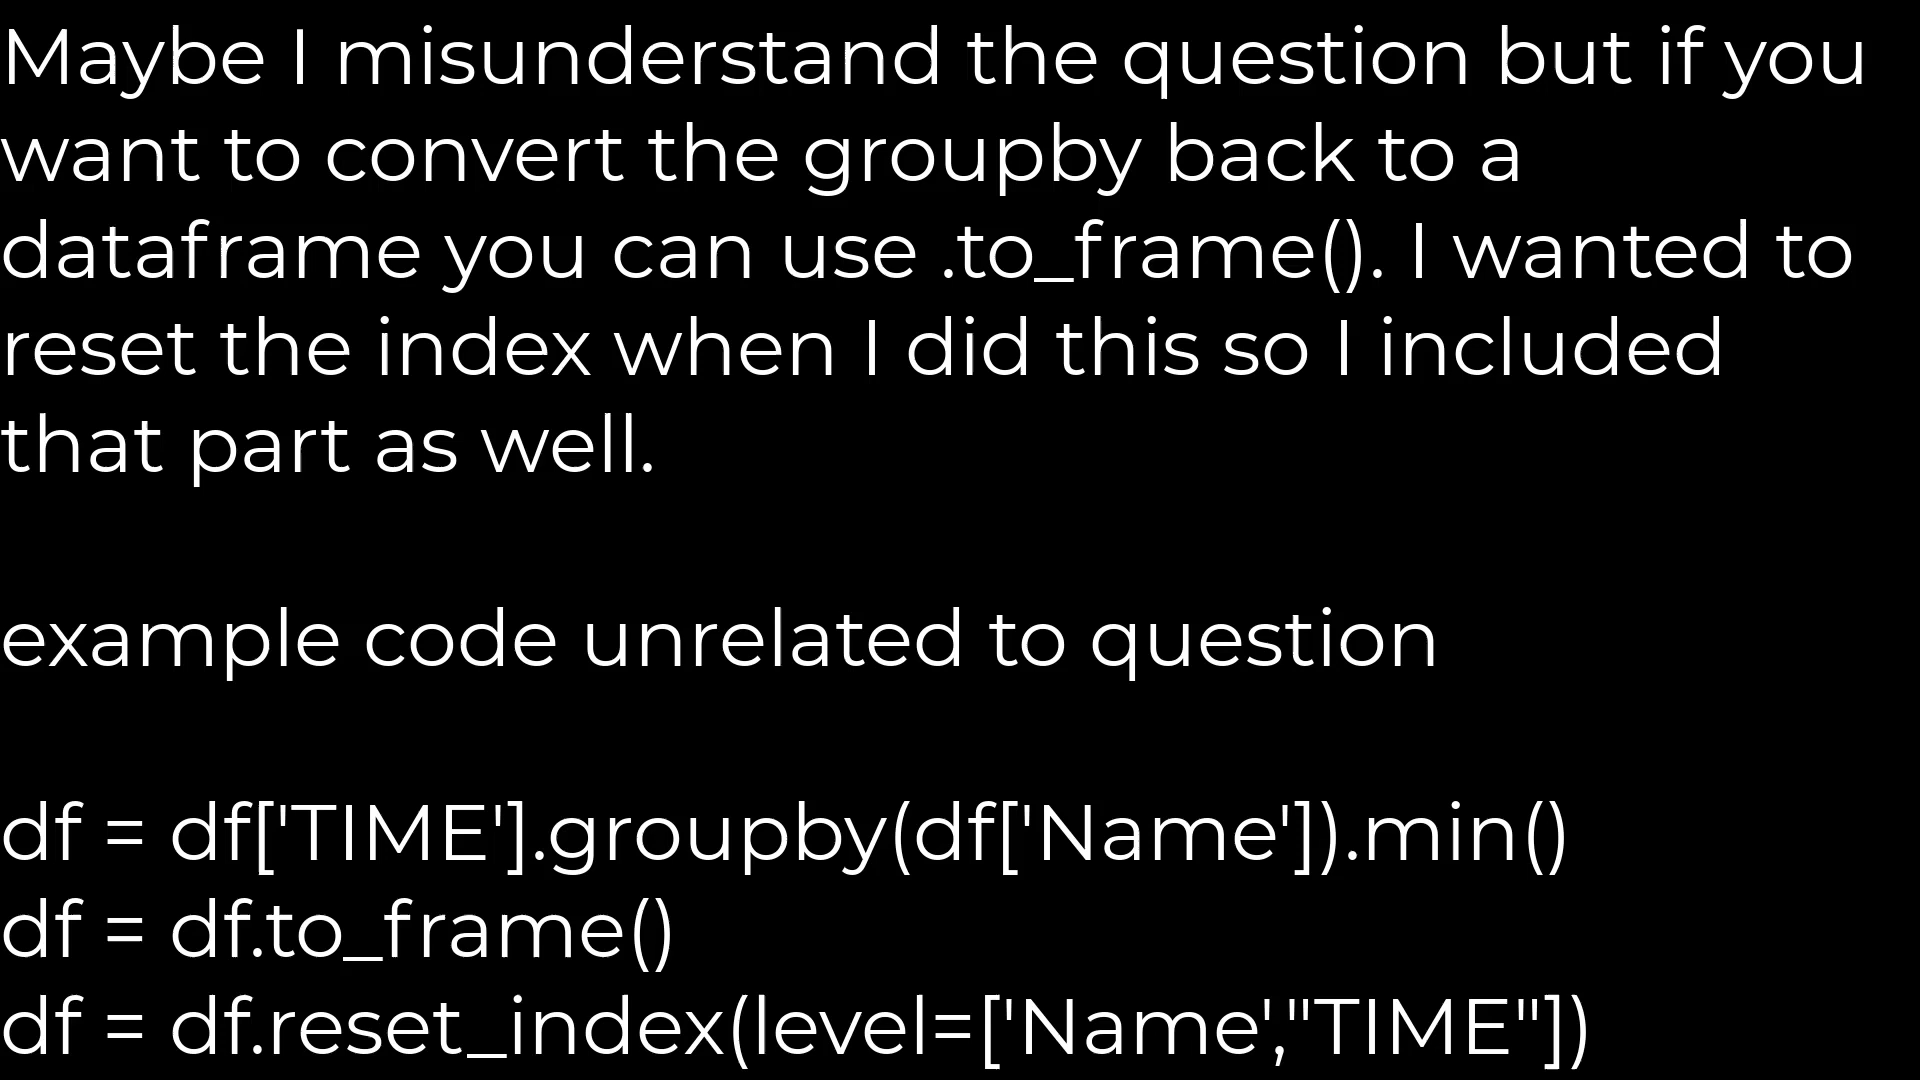 Maybe I misunderstand the question but if you
want to convert the groupby back to a
dataframe you can use .to_frame(). I wanted to
reset the index when I did this so I included
that part as well.
example code unrelated to question
df = df['TIME'].groupby(df['Name']).min()
df = df.to_frame()
df = df.reset_index(level=['Name',"TIME"])